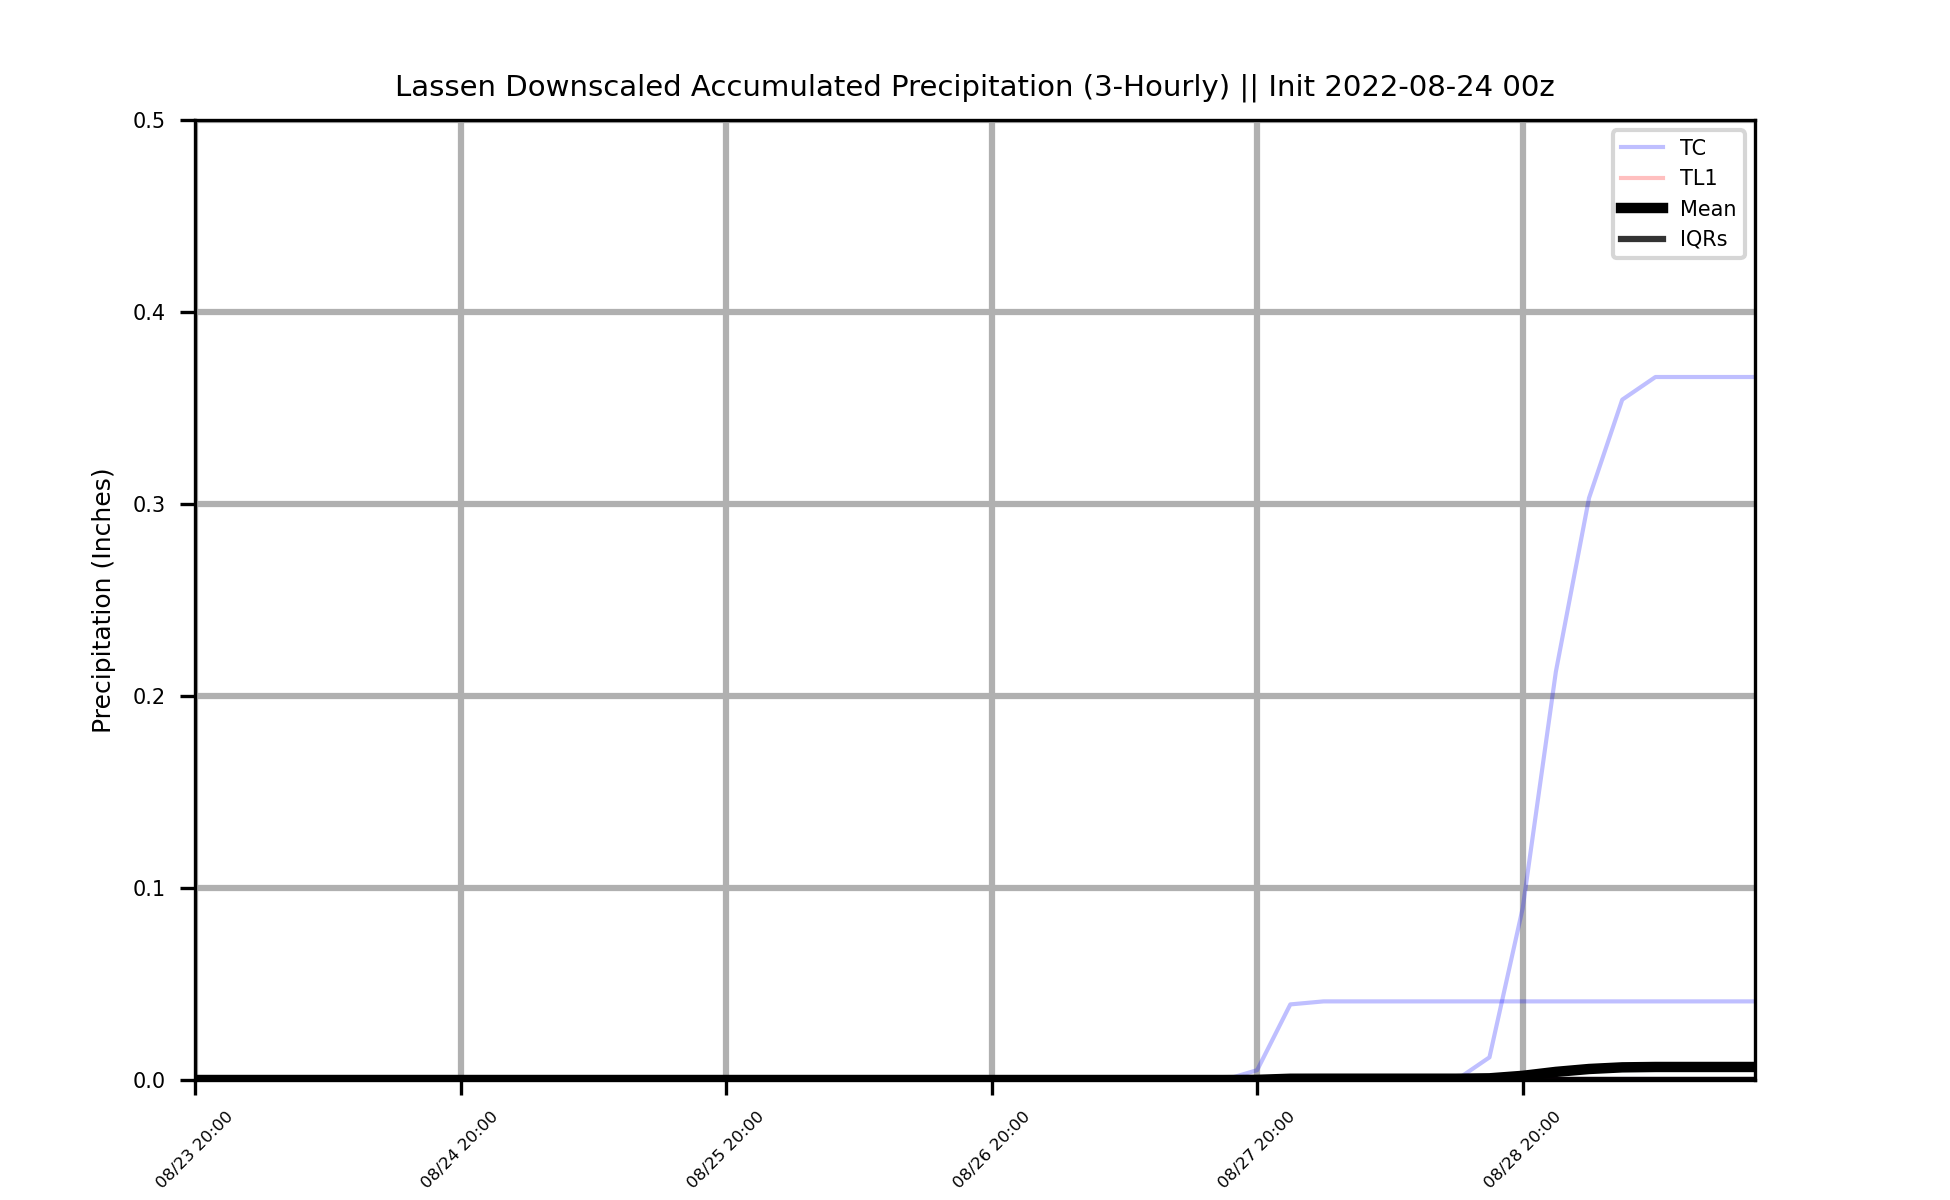 Lassen Downscaled Accumulated Precipitation (3-Hourly) || Init 2022-08-24 00z
TC
TL1
Mean
IQRs
Precipitation (Inches)
0.5
0.4
0.3
0.2
0.1
0.0
08/23 20:00
08/24 20:00
08/25 20:00
08/26 20:00
08/27 20:00
08/28 20:00